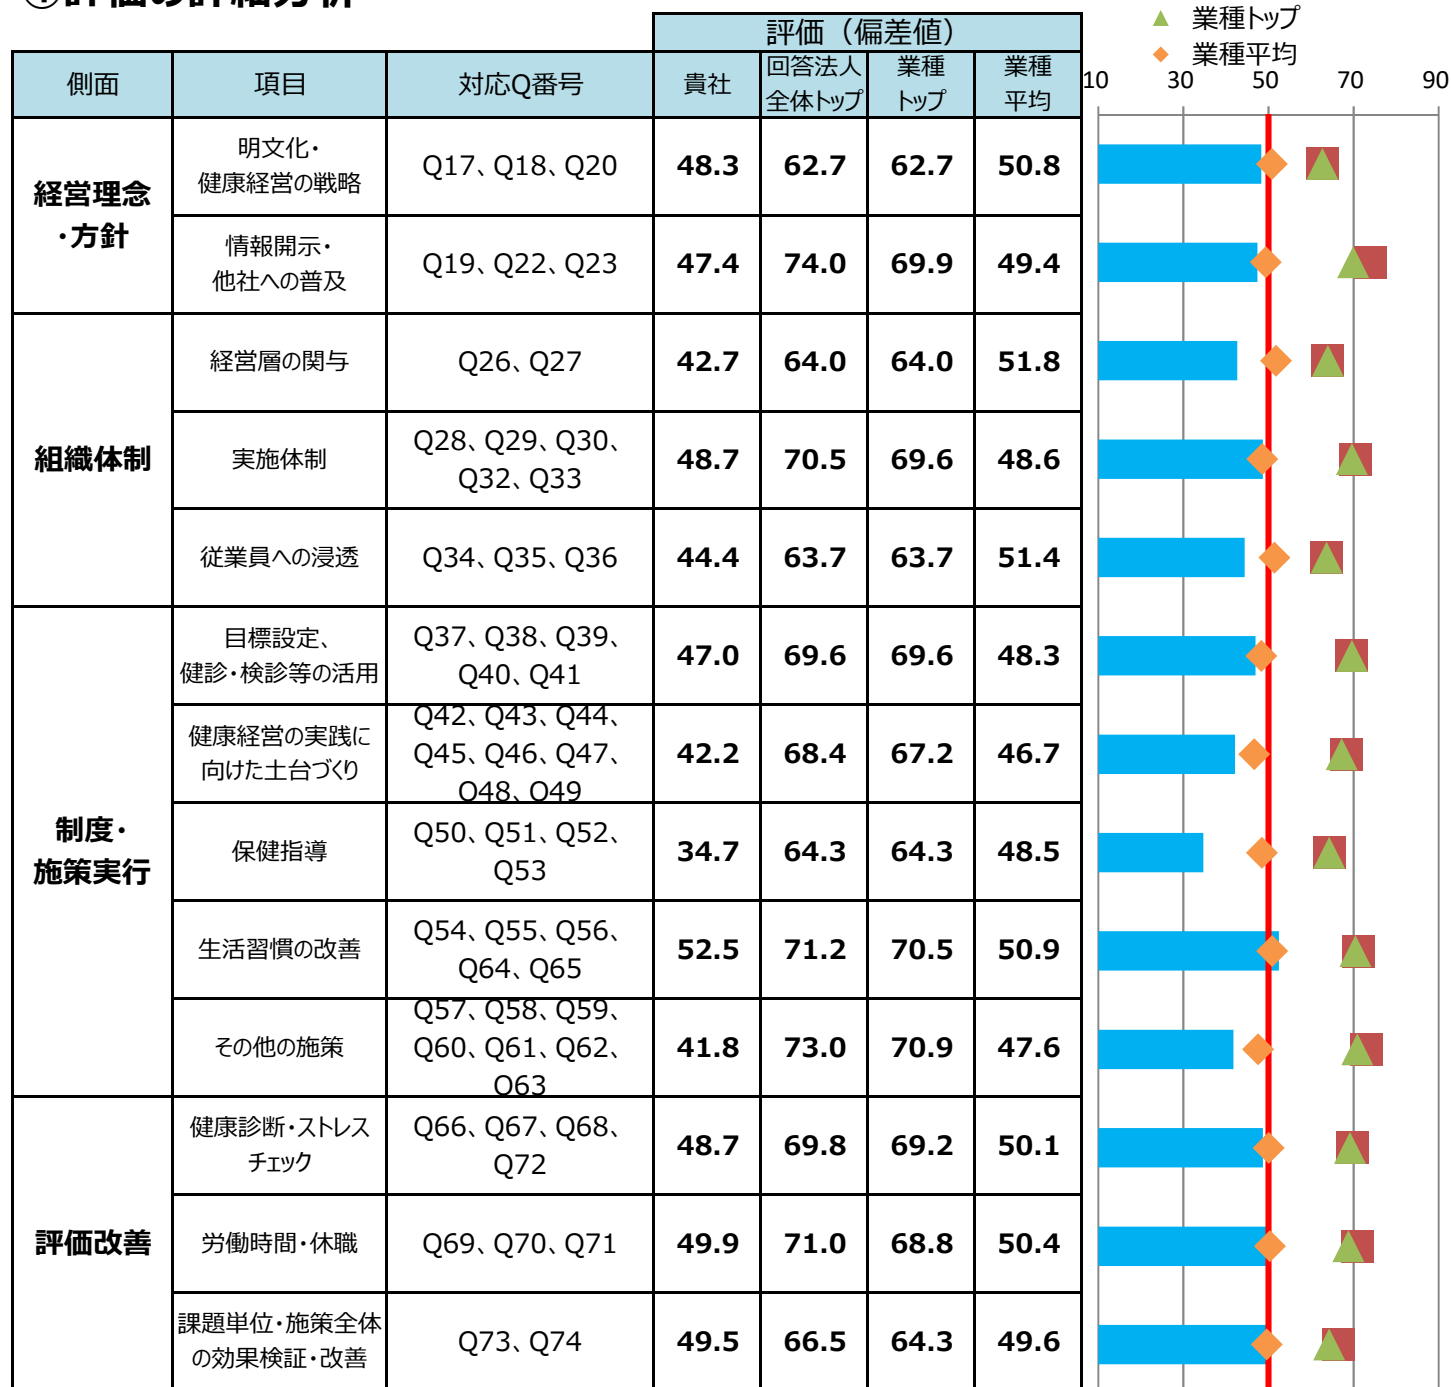 ①評価の詳細分析
▲ 業種トップ
◆ 業種平均
評価（偏差値）
側面 項目 対応Q番号 貴社 回答法人全体トップ 業種トップ 業種平均
10 30 50 70 90
経営理念・方針
明文化・健康経営の戦略 Q17、Q18、Q20 48.3 62.7 62.7 50.8
情報開示・他社への普及 Q19、Q22、Q23 47.4 74.0 69.9 49.4
組織体制
経営層の関与 Q26、Q27 42.7 64.0 64.0 51.8
実施体制 Q28、Q29、Q30、Q32、Q33 48.7 70.5 69.6 48.6
従業員への浸透 Q34、Q35、Q36 44.4 63.7 63.7 51.4
制度・施策実行
目標設定、健診・検診等の活用 Q37、Q38、Q39、Q40、Q41 47.0 69.6 69.6 48.3
健康経営の実践に向けた土台づくり Q42、Q43、Q44、Q45、Q46、Q47、Q48、Q49 42.2 68.4 67.2 46.7
保健指導 Q50、Q51、Q52、Q53 34.7 64.3 64.3 48.5
生活習慣の改善 Q54、Q55、Q56、Q64、Q65 52.5 71.2 70.5 50.9
その他の施策 Q57、Q58、Q59、Q60、Q61、Q62、Q63 41.8 73.0 70.9 47.6
評価改善
健康診断・ストレスチェック Q66、Q67、Q68、Q72 48.7 69.8 69.2 50.1
労働時間・休職 Q69、Q70、Q71 49.9 71.0 68.8 50.4
課題単位・施策全体の効果検証・改善 Q73、Q74 49.5 66.5 64.3 49.6